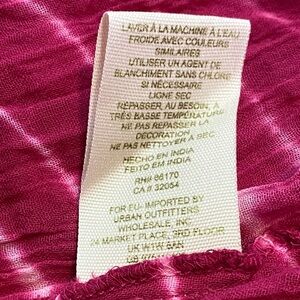 LAVER À LA MACHINE À L'EAU
FROIDE AVEC COULEURS
SIMILAIRES
UTILISER UN AGENT DE
BLANCHIMENT SANS CHLORE
SI NÉCESSAIRE
LIGNE SEC
REPASSER, AU BESOIN, À
TRÈS BASSE TEMPÉRATURE
NE PAS REPASSER LA
DÉCORATION
NE PAS NETTOYER À SEC
HECHO EN INDIA
FEITO EM INDIA
RN# 66170
CA# 32054
FOR EU- IMPORTED BY
URBAN OUTFITTERS
WHOLESALE, INC.
24 MARKET PLACE, 3RD FLOOR
UK W1W 8AN